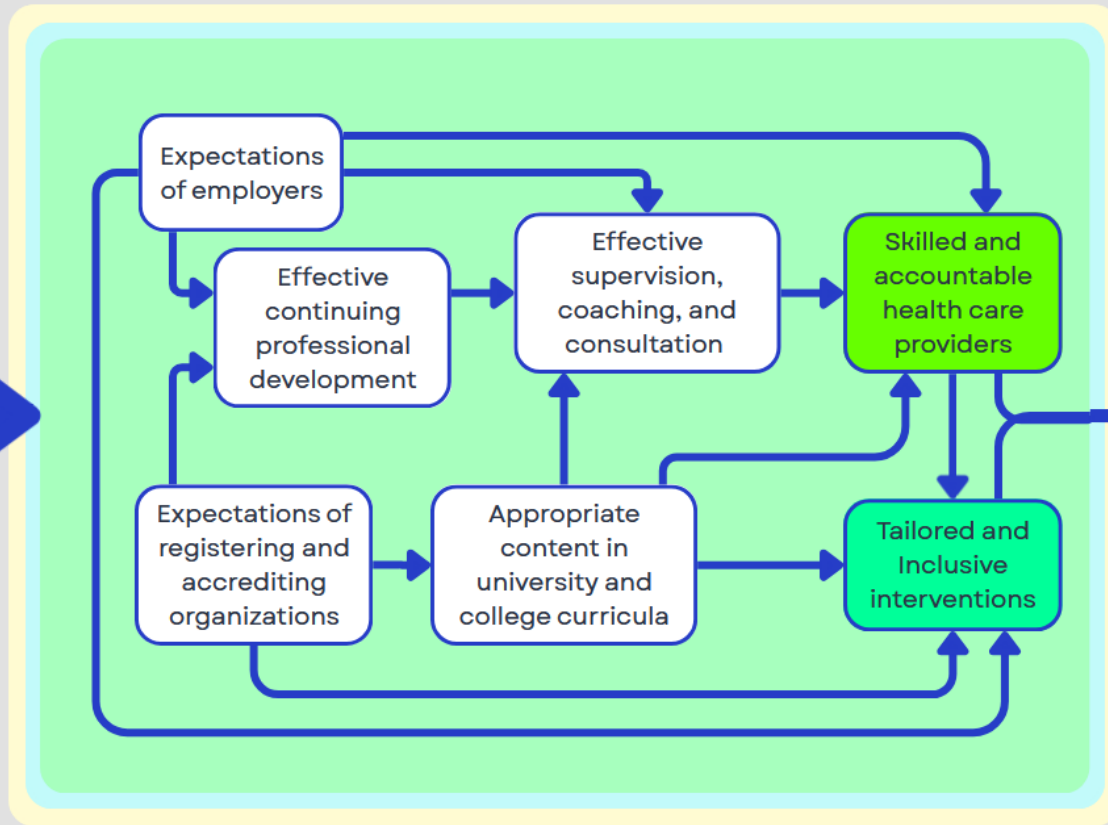 Expectations
of employers
Effective
continuing
professional
development
Effective
supervision,
coaching, and
consultation
Skilled and
accountable
health care
providers
Expectations of
registering and
accrediting
organizations
Appropriate
content in
university and
college curricula
Tailored and
Inclusive
interventions